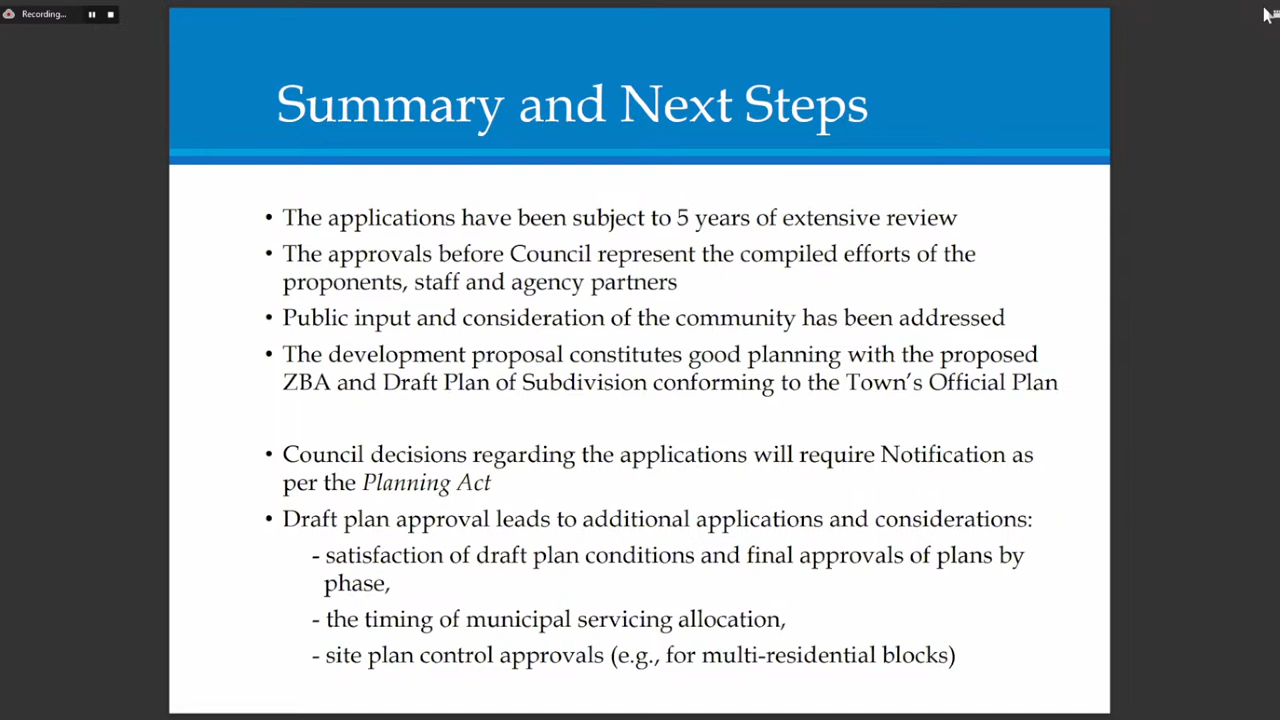 Recording...
Summary and Next Steps
• The applications have been subject to 5 years of extensive review
• The approvals before Council represent the compiled efforts of the
proponents, staff and agency partners
• Public input and consideration of the community has been addressed
• The development proposal constitutes good planning with the proposed
ZBA and Draft Plan of Subdivision conforming to the Town's Official Plan
• Council decisions regarding the applications will require Notification as
per the Planning Act
• Draft plan approval leads to additional applications and considerations:
- satisfaction of draft plan conditions and final approvals of plans by
phase,
- the timing of municipal servicing allocation,
- site plan control approvals (e.g., for multi-residential blocks)